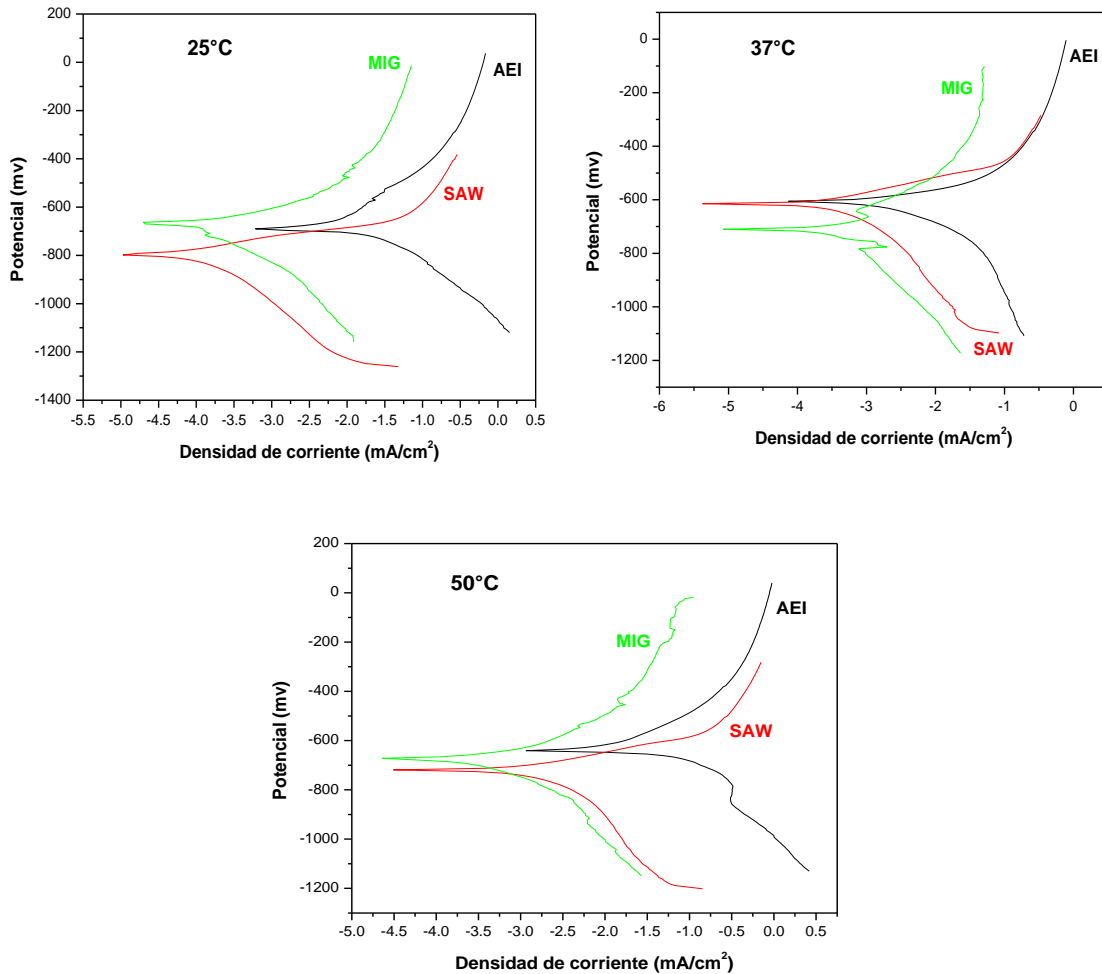 25°C
MIG
AEI
SAW
Potencial (mv)
200
0
-200
-400
-600
-800
-1000
-1200
-1400
-5.5 -5.0 -4.5 -4.0 -3.5 -3.0 -2.5 -2.0 -1.5 -1.0 -0.5 0.0 0.5
Densidad de corriente (mA/cm²)
37°C
AEI
MIG
SAW
Potencial (mv)
0
-200
-400
-600
-800
-1000
-1200
-6 -5 -4 -3 -2 -1 0
Densidad de corriente (mA/cm²)
50°C
AEI
MIG
SAW
Potencial (mv)
200
0
-200
-400
-600
-800
-1000
-1200
-5.0 -4.5 -4.0 -3.5 -3.0 -2.5 -2.0 -1.5 -1.0 -0.5 0.0 0.5
Densidad de corriente (mA/cm²)